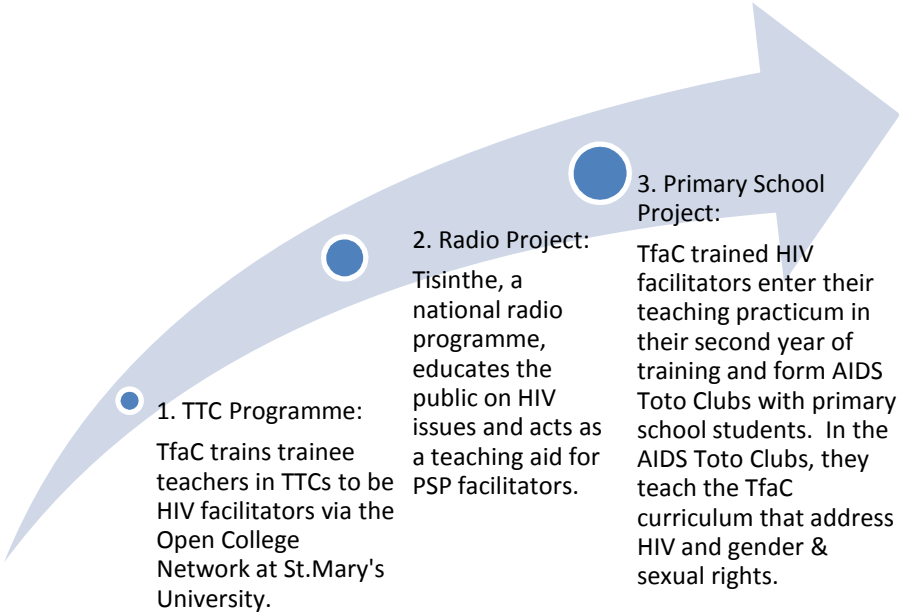 1. TTC Programme:
TfaC trains trainee
teachers in TTCs to be
HIV facilitators via the
Open College
Network at St.Mary's
University.
2. Radio Project:
Tisinthe, a
national radio
programme,
educates the
public on HIV
issues and acts as
a teaching aid for
PSP facilitators.
3. Primary School
Project:
TfaC trained HIV
facilitators enter their
teaching practicum in
their second year of
training and form AIDS
Toto Clubs with primary
school students.  In the
AIDS Toto Clubs, they
teach the TfaC
curriculum that address
HIV and gender &
sexual rights.